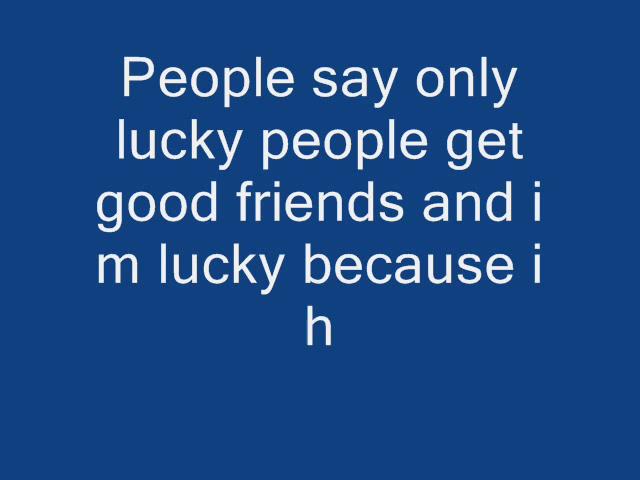 People say only
lucky people get
good friends and i
m lucky because i
h